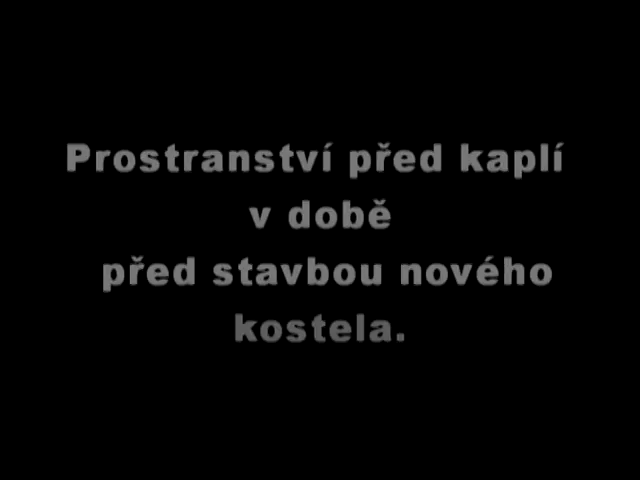 Prostranství před kaplí
v době
před stavbou nového
kostela.